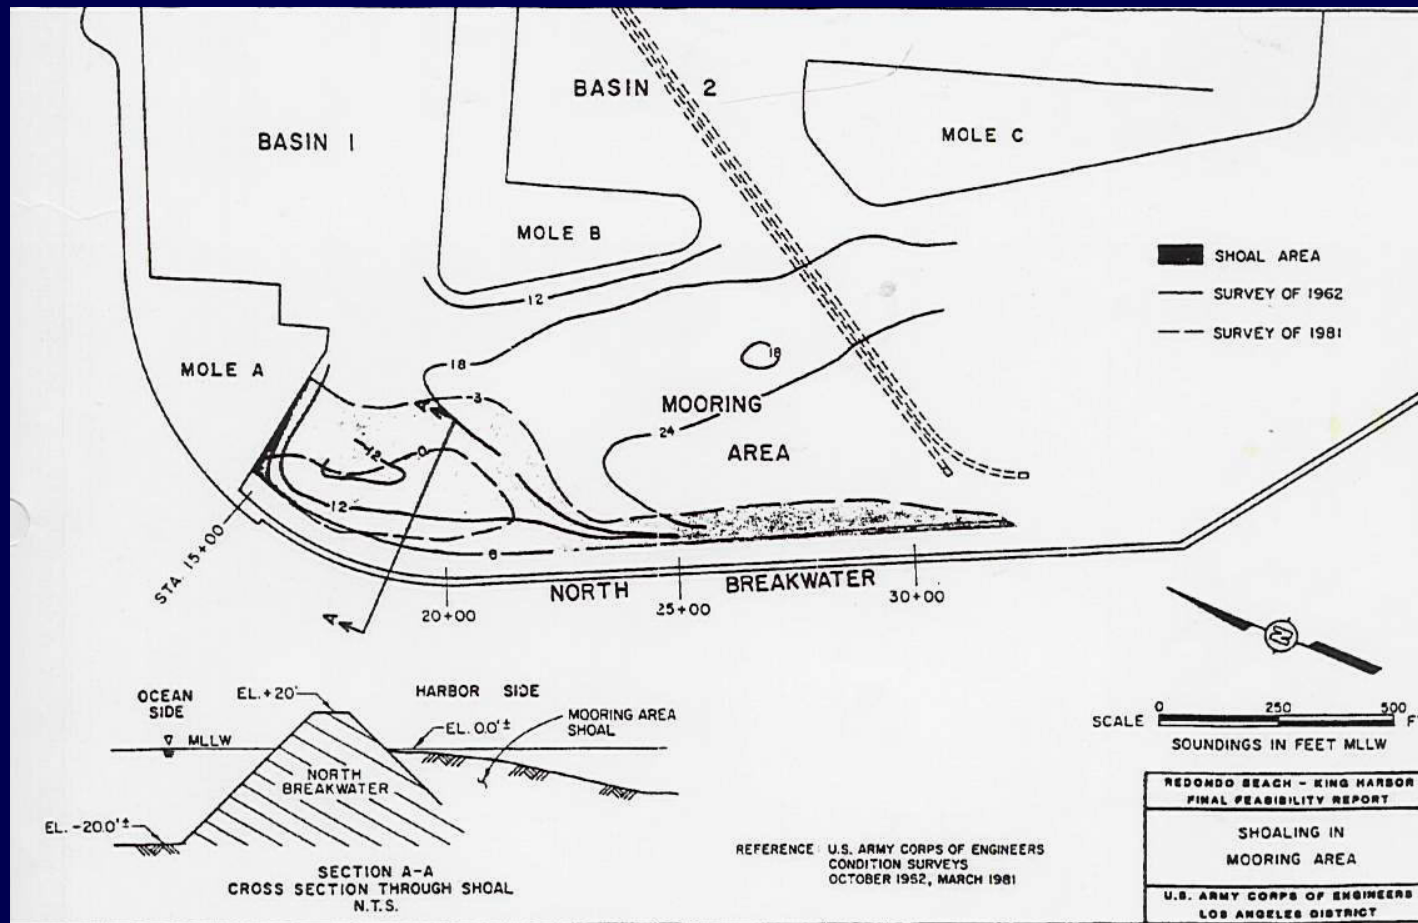 BASIN 1
BASIN 2
MOLE C
MOLE B
SHOAL AREA
SURVEY OF 1962
SURVEY OF 1981
12
18
18
MOLE A
3
A
MOORING
24
AREA
12
0
12
6
STA. 15+00
NORTH BREAKWATER
20+00
25+00
30+00
A
N
OCEAN
SIDE
EL.+20'
HARBOR SIDE
MLLW
EL. 0.0'±
MOORING AREA
SHOAL
NORTH
BREAKWATER
EL. -20.0'±
SECTION A-A
CROSS SECTION THROUGH SHOAL
N.T.S.
SCALE 0 250 500 F
SOUNDINGS IN FEET MLLW
REFERENCE: U.S. ARMY CORPS OF ENGINEERS
CONDITION SURVEYS
OCTOBER 1952, MARCH 1981
REDONDO BEACH - KING HARBOR
FINAL FEASIBILITY REPORT
SHOALING IN
MOORING AREA
U.S. ARMY CORPS OF ENGINEERS
LOS ANGELES DISTRICT